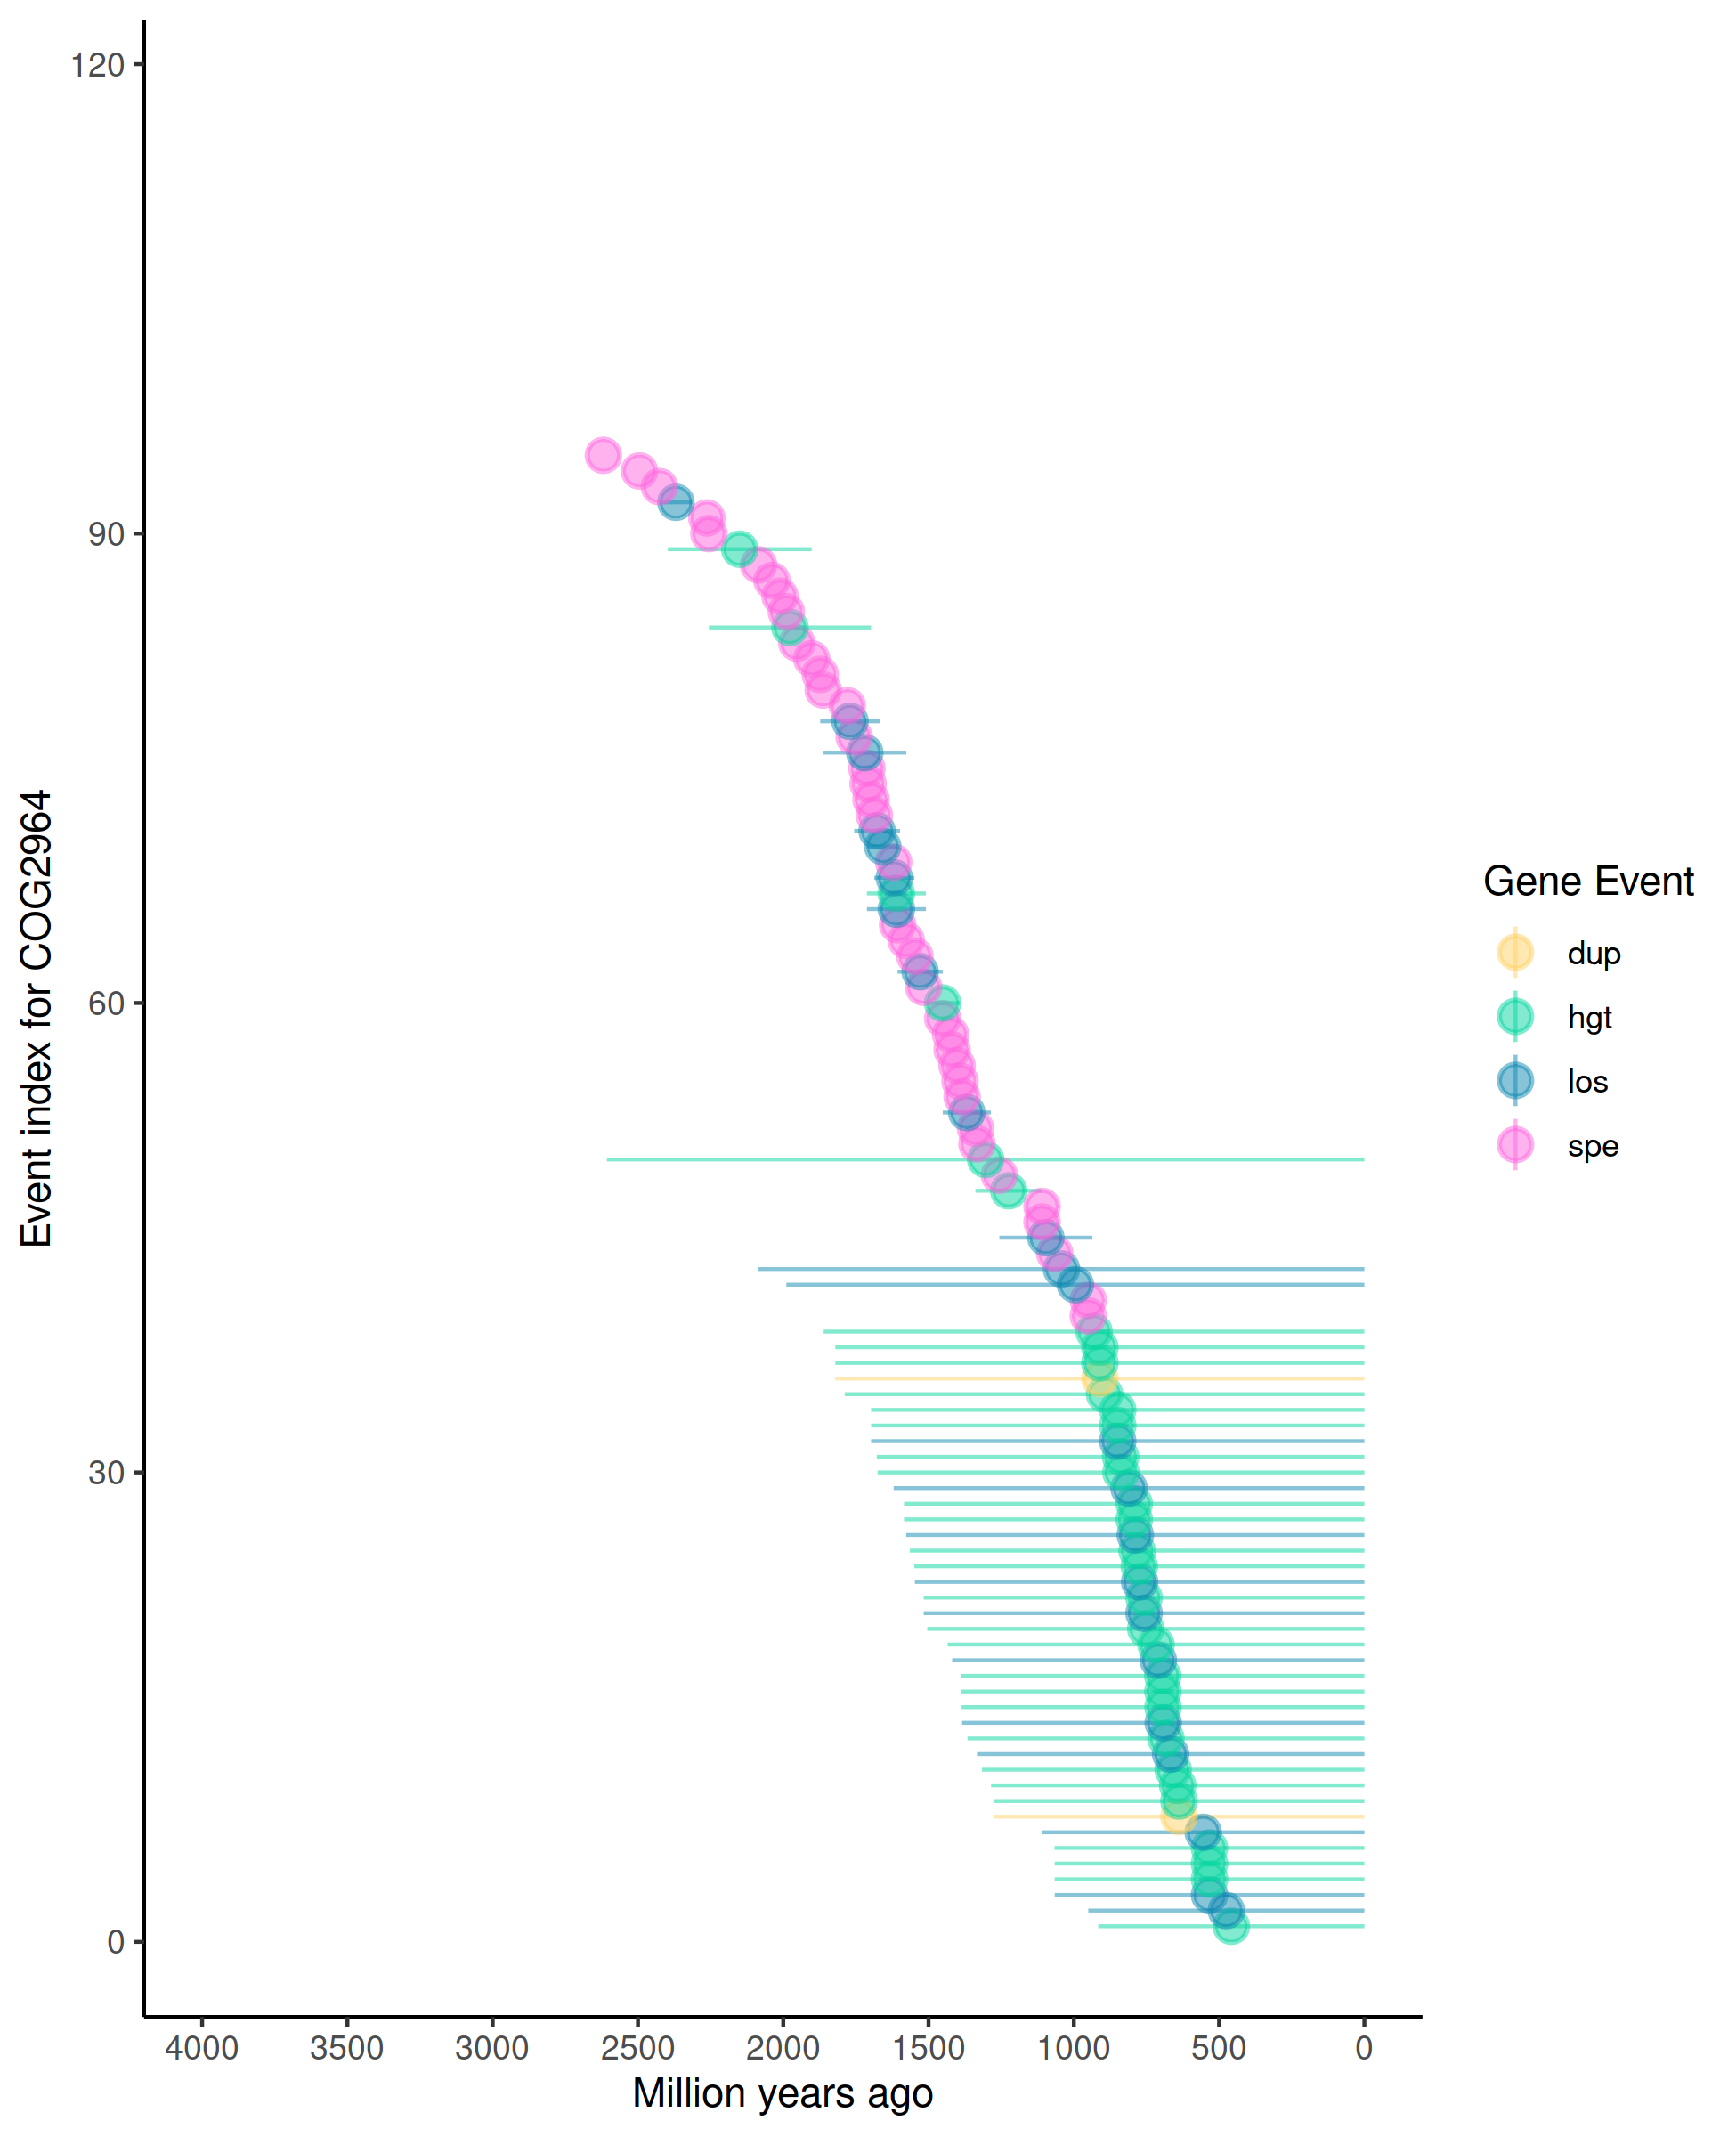 120
90
60
30
0
Event index for COG2964
4000 3500 3000 2500 2000 1500 1000 500 0
Million years ago
Gene Event
dup
hgt
los
spe